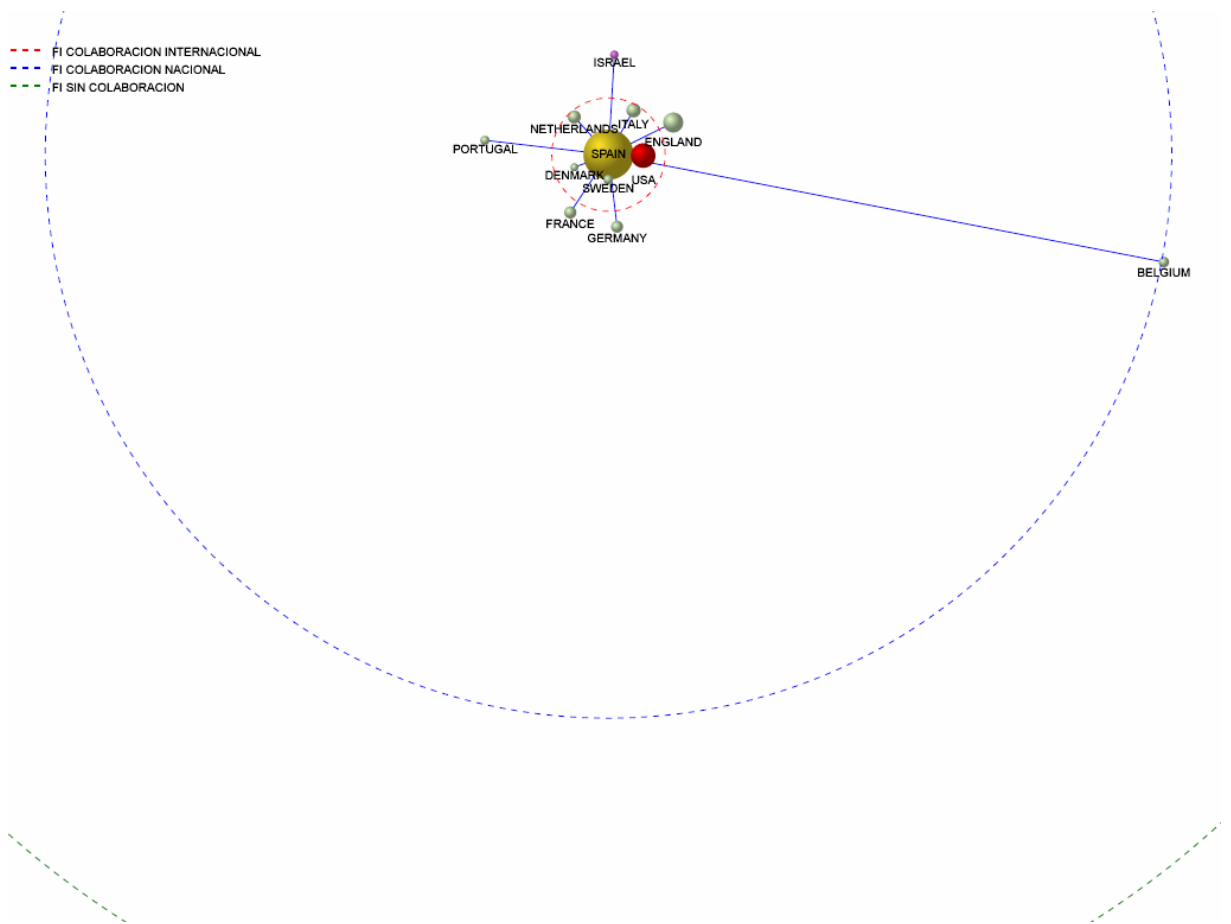 FI COLABORACION INTERNACIONAL
FI COLABORACION NACIONAL
FI SIN COLABORACION
ISRAEL
ITALY
NETHERLANDS
ENGLAND
PORTUGAL
SPAIN
DENMARK
USA
SWEDEN
FRANCE
GERMANY
BELGIUM